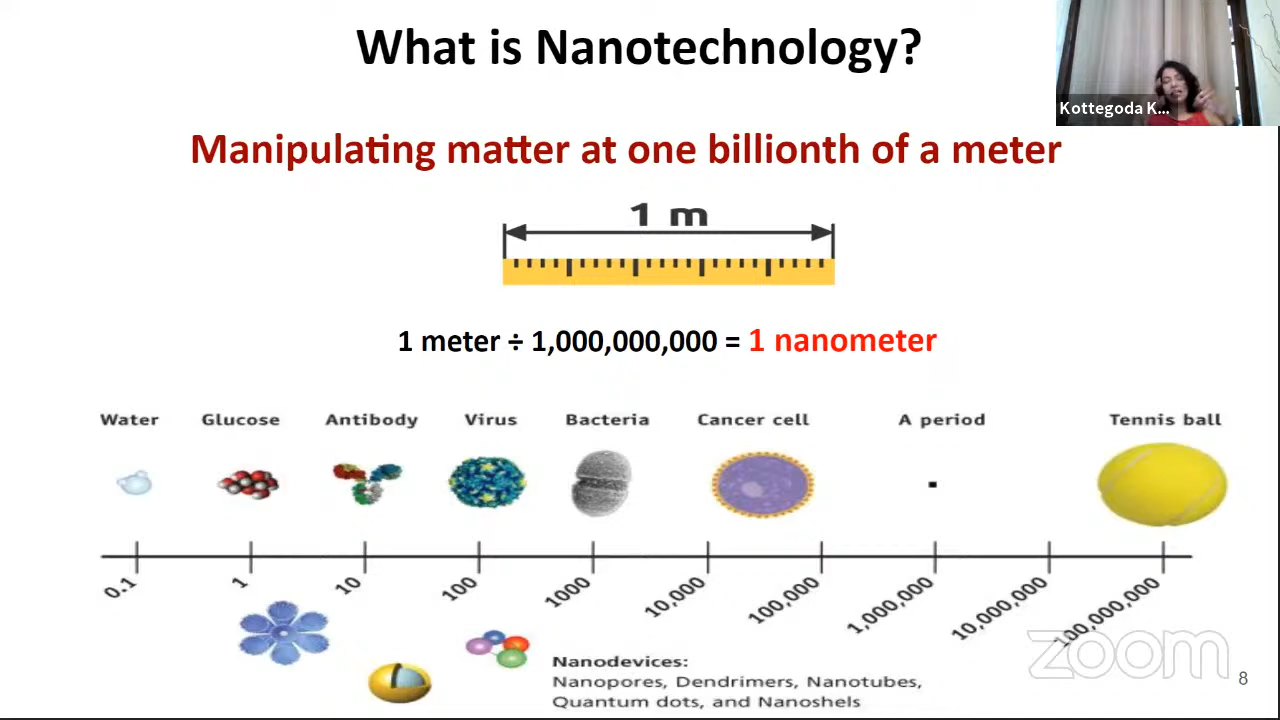 What is Nanotechnology?
Kottegoda K...
Manipulating matter at one billionth of a meter
1 m
1 meter ÷ 1,000,000,000 = 1 nanometer
Water Glucose Antibody Virus Bacteria Cancer cell A period Tennis ball
0.1 1 10 100 1000 10,000 100,000 1,000,000 10,000,000 100,000,000
zoom
Nanodevices:
Nanopores, Dendrimers, Nanotubes,
Quantum dots, and Nanoshels
8